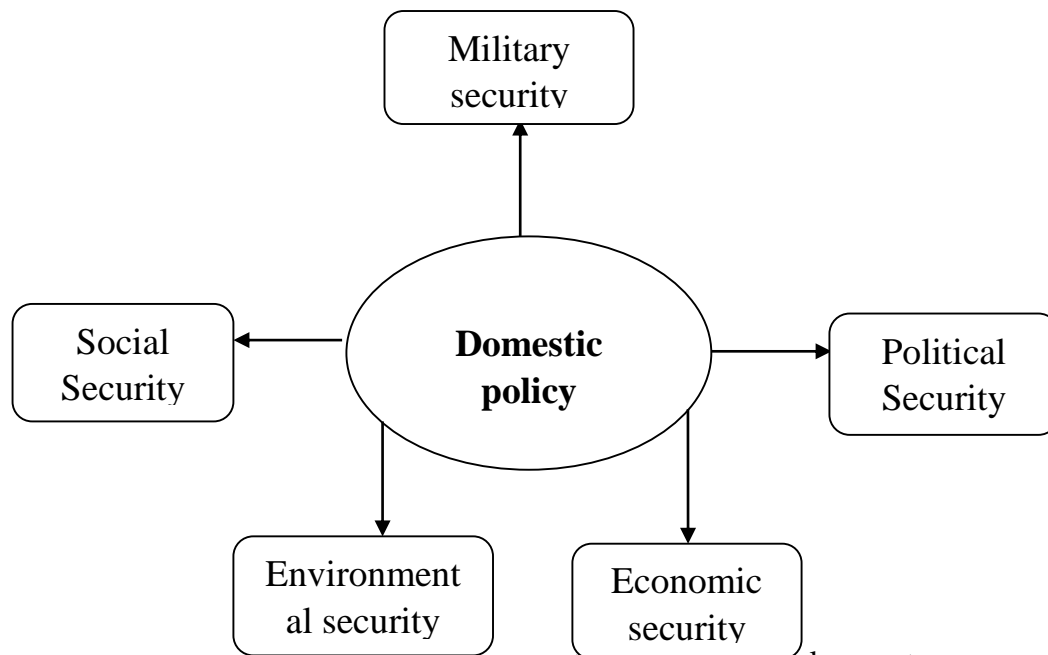 Military
security
Social
Security
Domestic
policy
Political
Security
Environment
al security
Economic
security